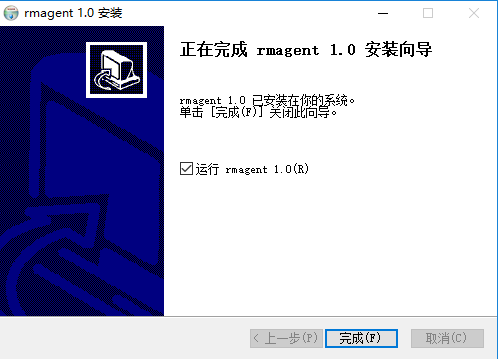 rmagent 1.0 安装
正在完成 rmagent 1.0 安装向导
rmagent 1.0 已安装在你的系统。
单击 [完成(F)] 关闭此向导。
运行 rmagent 1.0(R)
< 上一步(P) 完成(F) 取消(C)